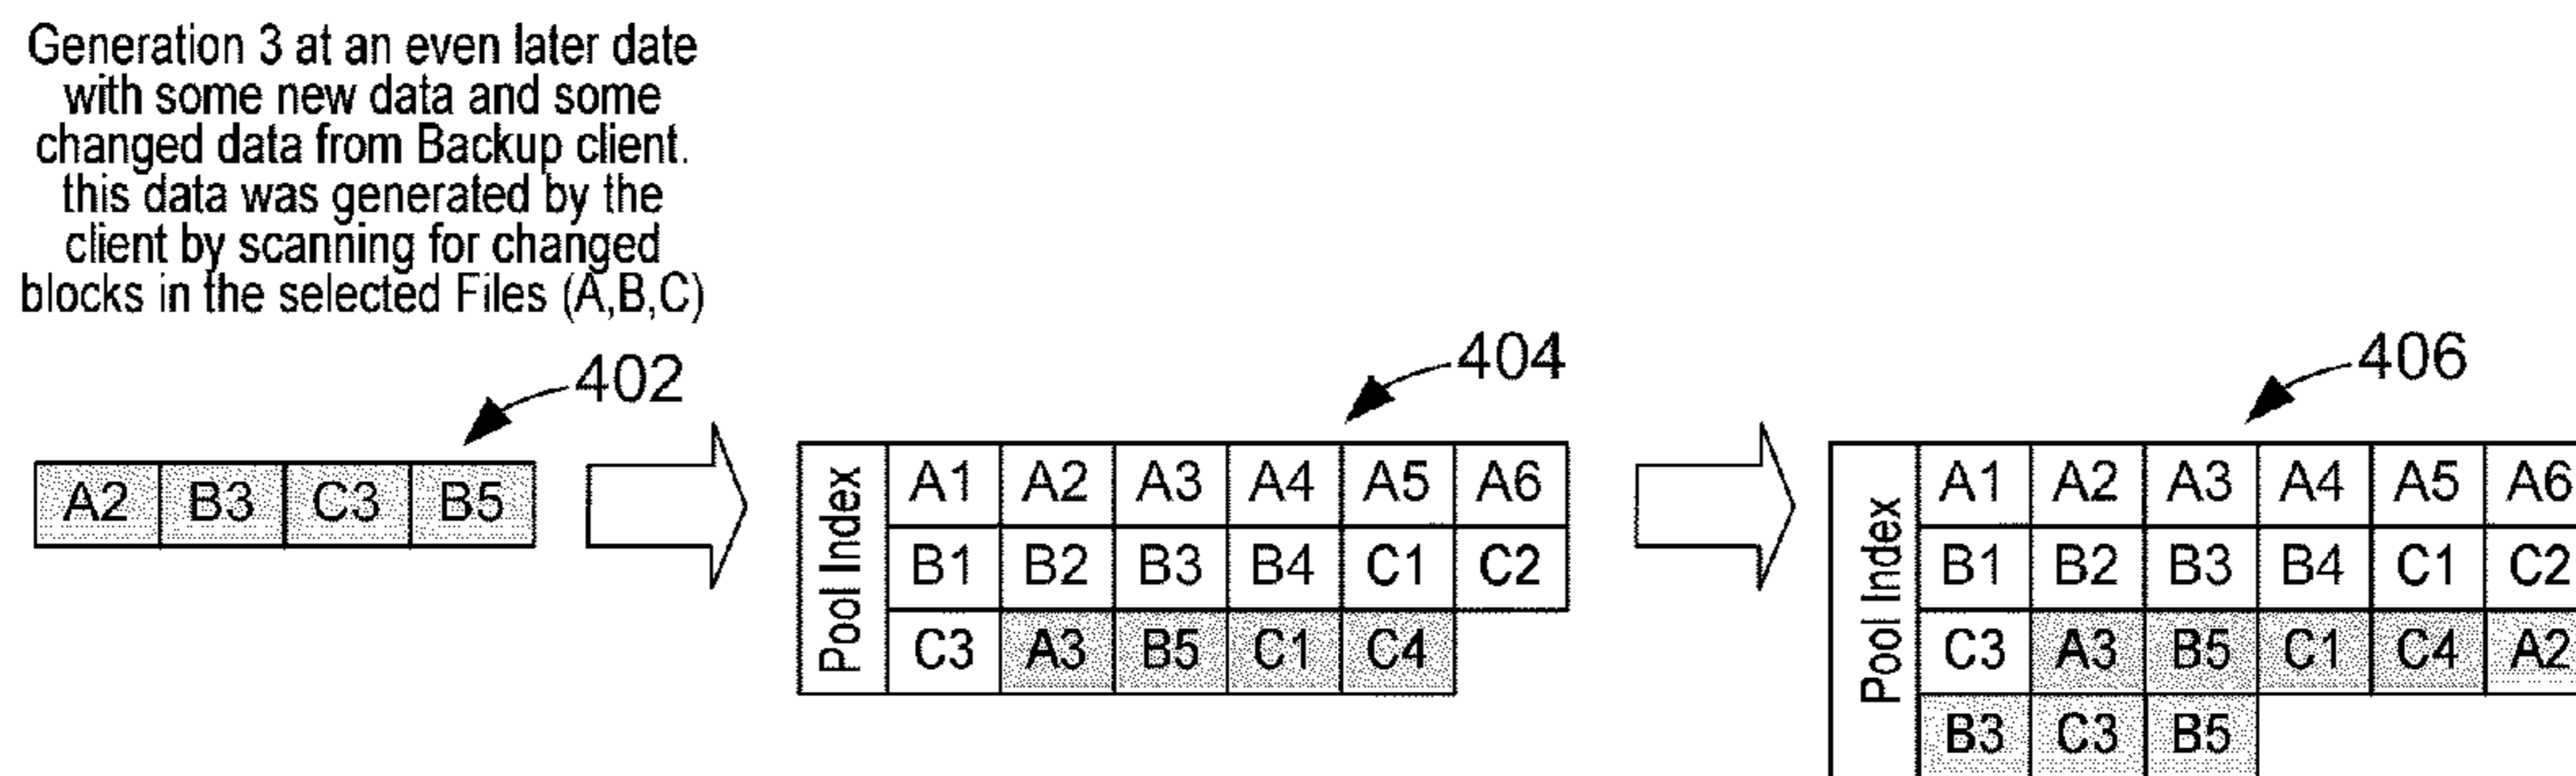 Generation 3 at an even later date
with some new data and some
changed data from Backup client.
this data was generated by the
client by scanning for changed
blocks in the selected Files (A,B,C)
402
404
406
A2 B3 C3 B5
Pool Index
A1 A2 A3 A4 A5 A6
B1 B2 B3 B4 C1 C2
C3 A3 B5 C1 C4
Pool Index
A1 A2 A3 A4 A5 A6
B1 B2 B3 B4 C1 C2
C3 A3 B5 C1 C4 A2
B3 C3 B5